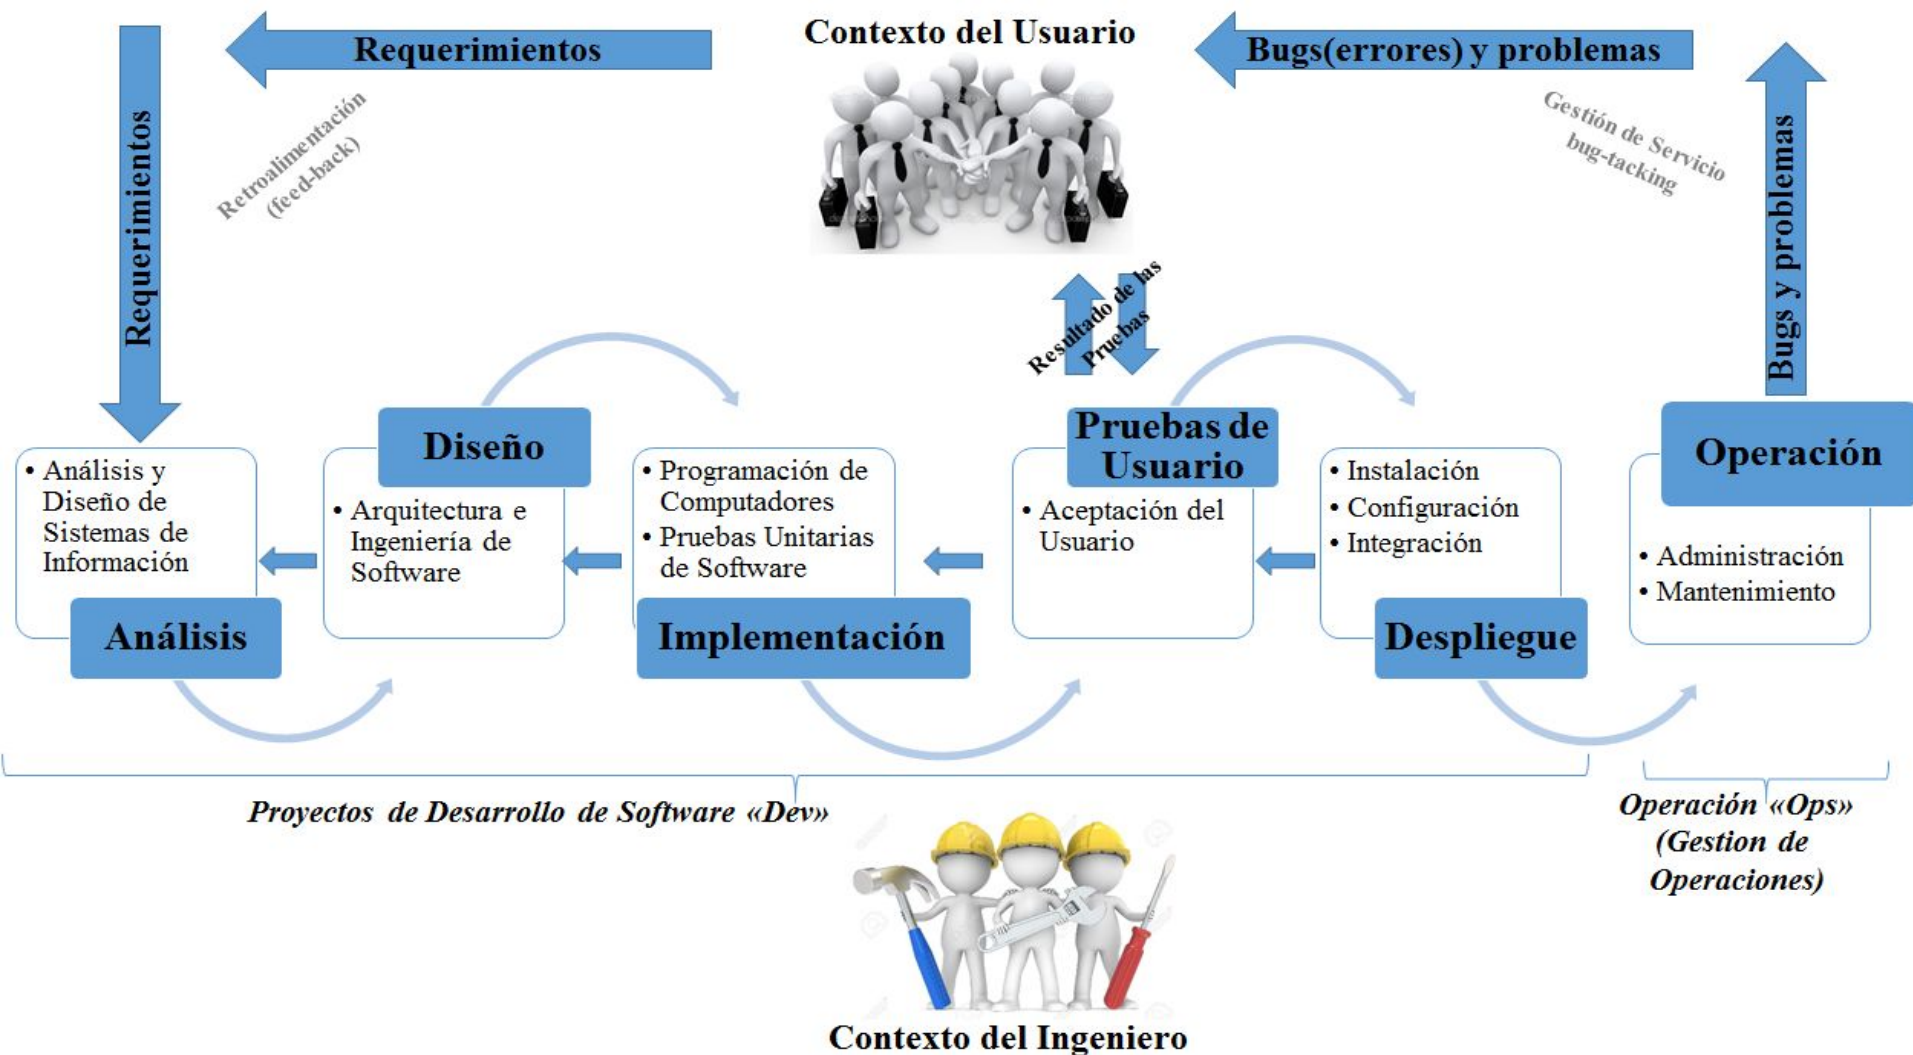 Contexto del Usuario
Requerimientos
Bugs(errores) y problemas
Requerimientos
Retroalimentación
(feed-back)
Gestión de Servicio
bug-tacking
Bugs y problemas
Resultado de las
Pruebas
• Análisis y
Diseño de
Sistemas de
Información
Análisis
Diseño
• Arquitectura e
Ingeniería de
Software
• Programación de
Computadores
• Pruebas Unitarias
de Software
Implementación
Pruebas de
Usuario
• Aceptación del
Usuario
• Instalación
• Configuración
• Integración
Despliegue
Operación
• Administración
• Mantenimiento
Proyectos de Desarrollo de Software «Dev»
Operación «Ops»
(Gestion de
Operaciones)
Contexto del Ingeniero